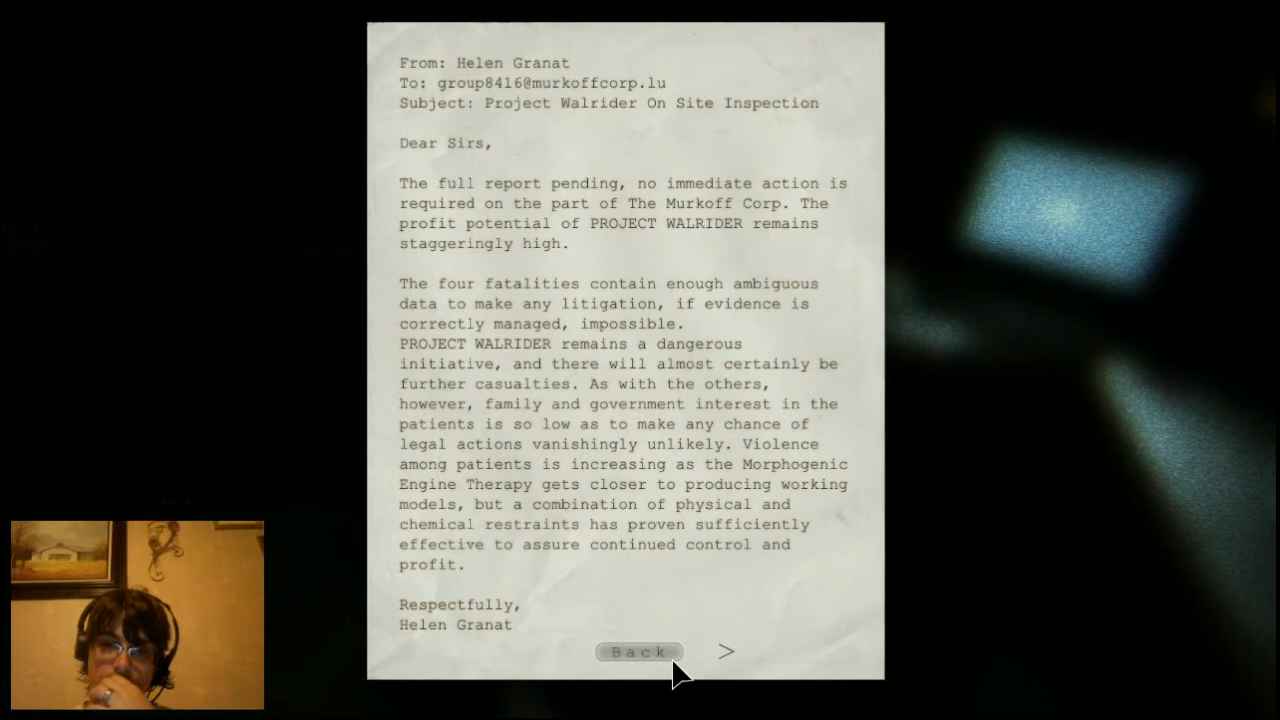 From: Helen Granat
To: group8416@murkoffcorp.lu
Subject: Project Walrider On Site Inspection
Dear Sirs,
The full report pending, no immediate action is
required on the part of The Murkoff Corp. The
profit potential of PROJECT WALRIDER remains
staggeringly high.
The four fatalities contain enough ambiguous
data to make any litigation, if evidence is
correctly managed, impossible.
PROJECT WALRIDER remains a dangerous
initiative, and there will almost certainly be
further casualties. As with the others,
however, family and government interest in the
patients is so low as to make any chance of
legal actions vanishingly unlikely. Violence
among patients is increasing as the Morphogenic
Engine Therapy gets closer to producing working
models, but a combination of physical and
chemical restraints has proven sufficiently
effective to assure continued control and
profit.
Respectfully,
Helen Granat
Back >